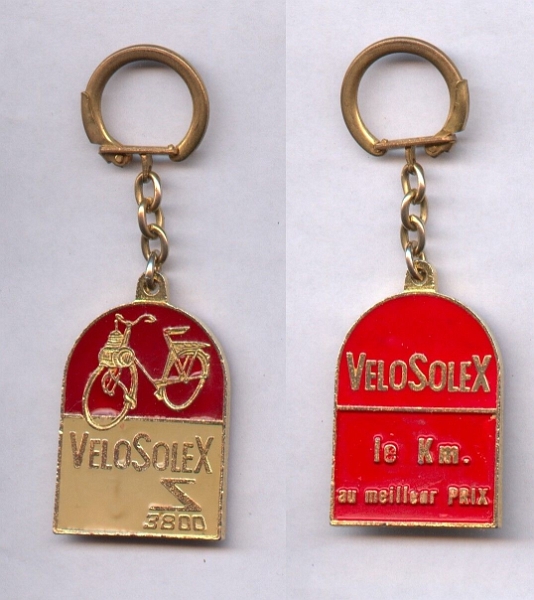 VELOSOLEX
S
3800
VELOSOLEX
le Km.
au meilleur PRIX